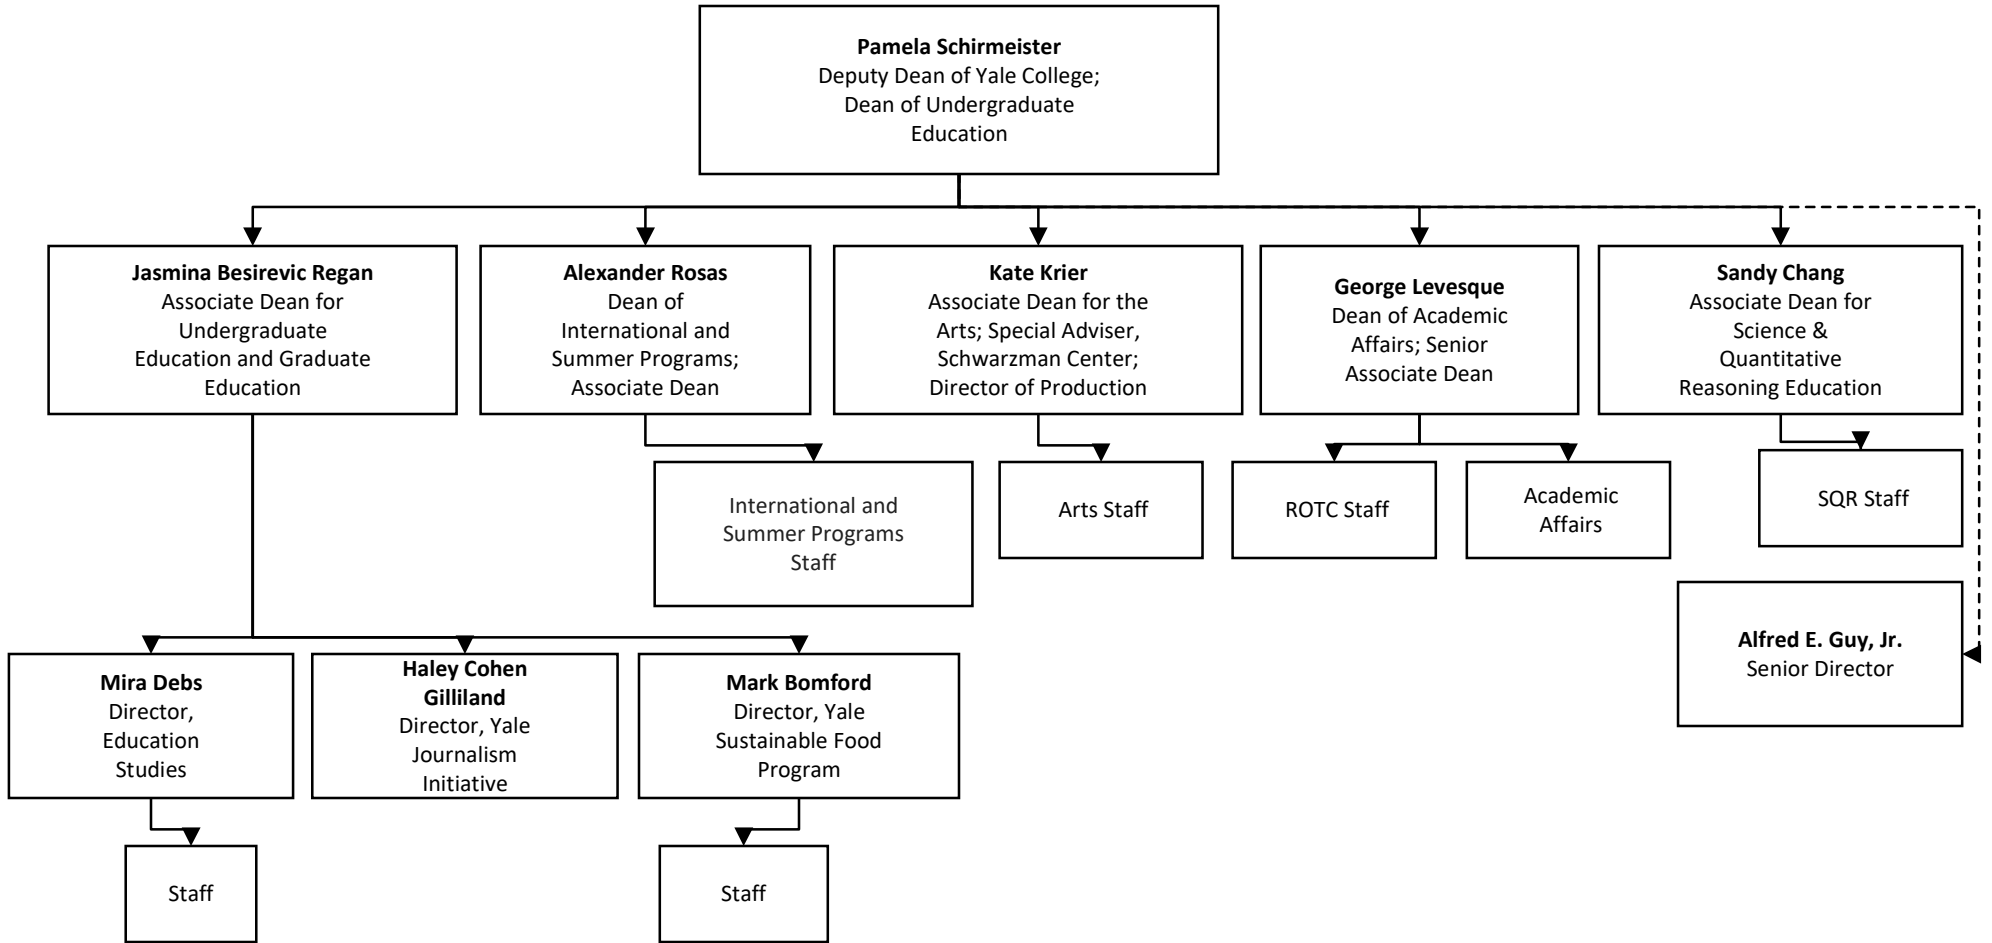 Pamela Schirmeister
Deputy Dean of Yale College;
Dean of Undergraduate
Education
Jasmina Besirevic Regan
Associate Dean for
Undergraduate
Education and Graduate
Education
Alexander Rosas
Dean of
International and
Summer Programs;
Associate Dean
Kate Krier
Associate Dean for the
Arts; Special Adviser,
Schwarzman Center;
Director of Production
George Levesque
Dean of Academic
Affairs; Senior
Associate Dean
Sandy Chang
Associate Dean for
Science &
Quantitative
Reasoning Education
International and
Summer Programs
Staff
Arts Staff
ROTC Staff
Academic
Affairs
SQR Staff
Alfred E. Guy, Jr.
Senior Director
Mira Debs
Director,
Education
Studies
Haley Cohen
Gilliland
Director, Yale
Journalism
Initiative
Mark Bomford
Director, Yale
Sustainable Food
Program
Staff
Staff